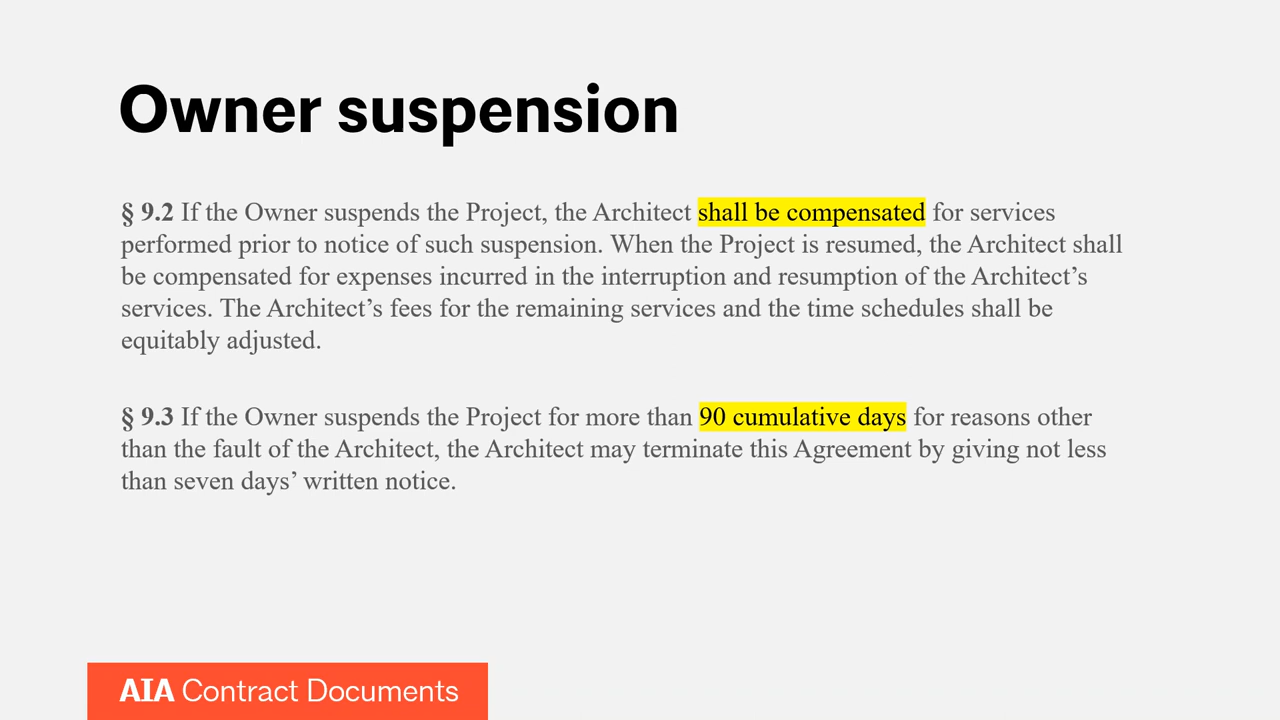 Owner suspension
§ 9.2 If the Owner suspends the Project, the Architect shall be compensated for services
performed prior to notice of such suspension. When the Project is resumed, the Architect shall
be compensated for expenses incurred in the interruption and resumption of the Architect’s
services. The Architect’s fees for the remaining services and the time schedules shall be
equitably adjusted.
§ 9.3 If the Owner suspends the Project for more than 90 cumulative days for reasons other
than the fault of the Architect, the Architect may terminate this Agreement by giving not less
than seven days’ written notice.
AIA Contract Documents